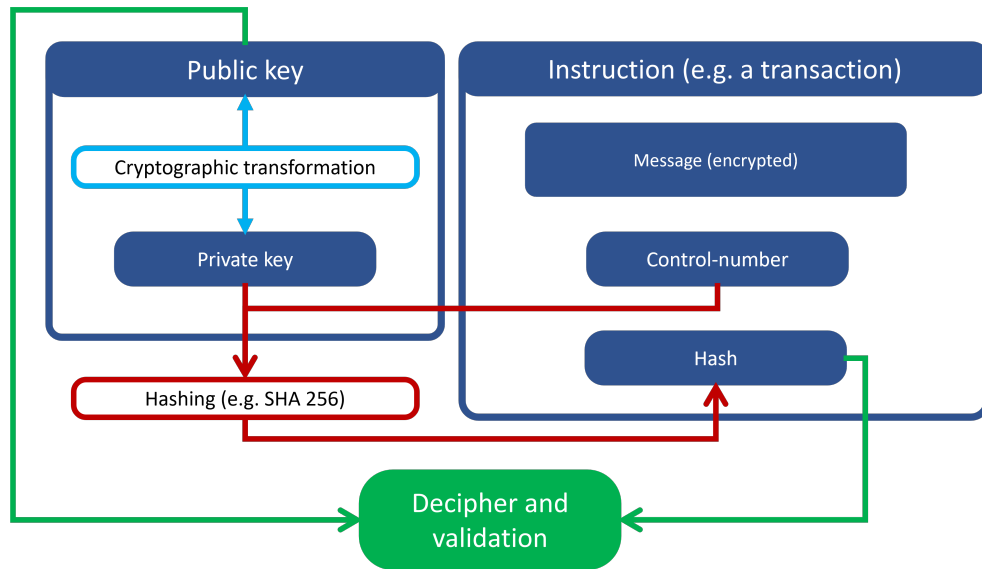 Public key
Instruction (e.g. a transaction)
Cryptographic transformation
Message (encrypted)
Private key
Control-number
Hash
Hashing (e.g. SHA 256)
Decipher and
validation